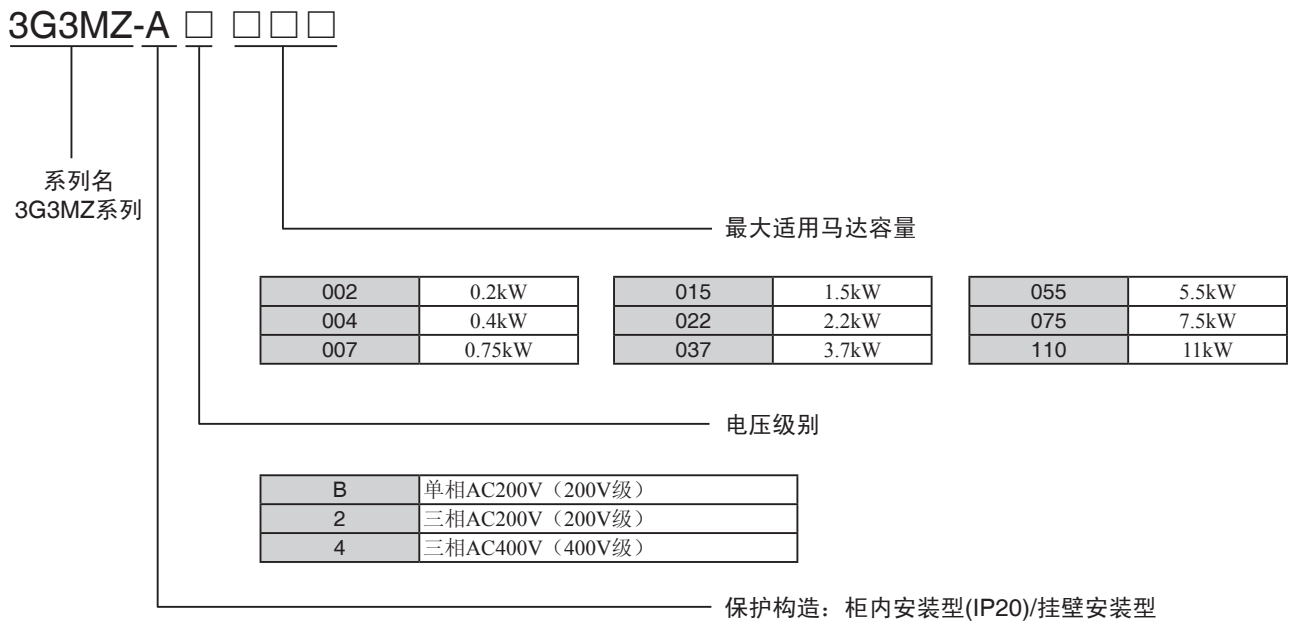 3G3MZ-A □ □□□
系列名
3G3MZ系列
最大适用马达容量
002 0.2kW 015 1.5kW 055 5.5kW
004 0.4kW 022 2.2kW 075 7.5kW
007 0.75kW 037 3.7kW 110 11kW
电压级别
B 单相AC200V（200V级）
2 三相AC200V（200V级）
4 三相AC400V（400V级）
保护构造：柜内安装型(IP20)/挂壁安装型